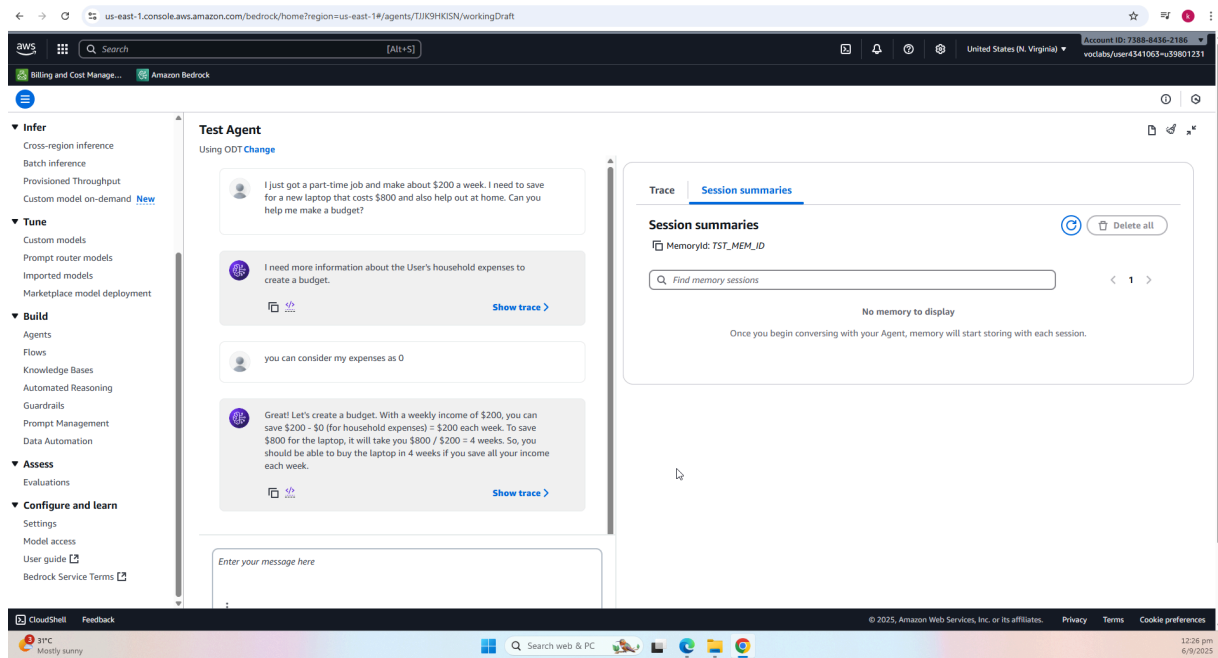 us-east-1.console.aws.amazon.com/bedrock/home?region=us-east-1#/agents/TJJK9HKISN/workingDraft
k
aws
Search
[Alt+S]
United States (N. Virginia)
Account ID: 7388-8436-2186
voclabs/user4341063=u39801231
Billing and Cost Manage...
Amazon Bedrock
Infer
Cross-region inference
Batch inference
Provisioned Throughput
Custom model on-demand New
Tune
Custom models
Prompt router models
Imported models
Marketplace model deployment
Build
Agents
Flows
Knowledge Bases
Automated Reasoning
Guardrails
Prompt Management
Data Automation
Assess
Evaluations
Configure and learn
Settings
Model access
User guide
Bedrock Service Terms
Test Agent
Using ODT Change
I just got a part-time job and make about $200 a week. I need to save
for a new laptop that costs $800 and also help out at home. Can you
help me make a budget?
I need more information about the User's household expenses to
create a budget.
Show trace
you can consider my expenses as 0
Great! Let's create a budget. With a weekly income of $200, you can
save $200 - $0 (for household expenses) = $200 each week. To save
$800 for the laptop, it will take you $800 / $200 = 4 weeks. So, you
should be able to buy the laptop in 4 weeks if you save all your income
each week.
Show trace
Enter your message here
Trace
Session summaries
Session summaries
Delete all
MemoryId: TST_MEM_ID
Find memory sessions
1
No memory to display
Once you begin conversing with your Agent, memory will start storing with each session.
CloudShell
Feedback
© 2025, Amazon Web Services, Inc. or its affiliates.
Privacy
Terms
Cookie preferences
3
31°C
Mostly sunny
Search web & PC
12:26 pm
6/9/2025